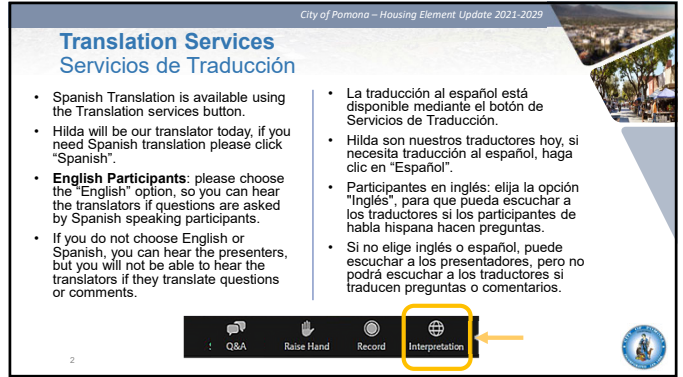 City of Pomona – Housing Element Update 2021-2029
Translation Services
Servicios de Traducción
• Spanish Translation is available using
the Translation services button.
• Hilda will be our translator today, if you
need Spanish translation please click
“Spanish”.
• English Participants: please choose
the “English” option, so you can hear
the translators if questions are asked
by Spanish speaking participants.
• If you do not choose English or
Spanish, you can hear the presenters,
but you will not be able to hear the
translators if they translate questions
or comments.
• La traducción al español está
disponible mediante el botón de
Servicios de Traducción.
• Hilda son nuestros traductores hoy, si
necesita traducción al español, haga
clic en “Español”.
• Participantes en inglés: elija la opción
"Inglés", para que pueda escuchar a
los traductores si los participantes de
habla hispana hacen preguntas.
• Si no elige inglés o español, puede
escuchar a los presentadores, pero no
podrá escuchar a los traductores si
traducen preguntas o comentarios.
Q&A Raise Hand Record Interpretation
2